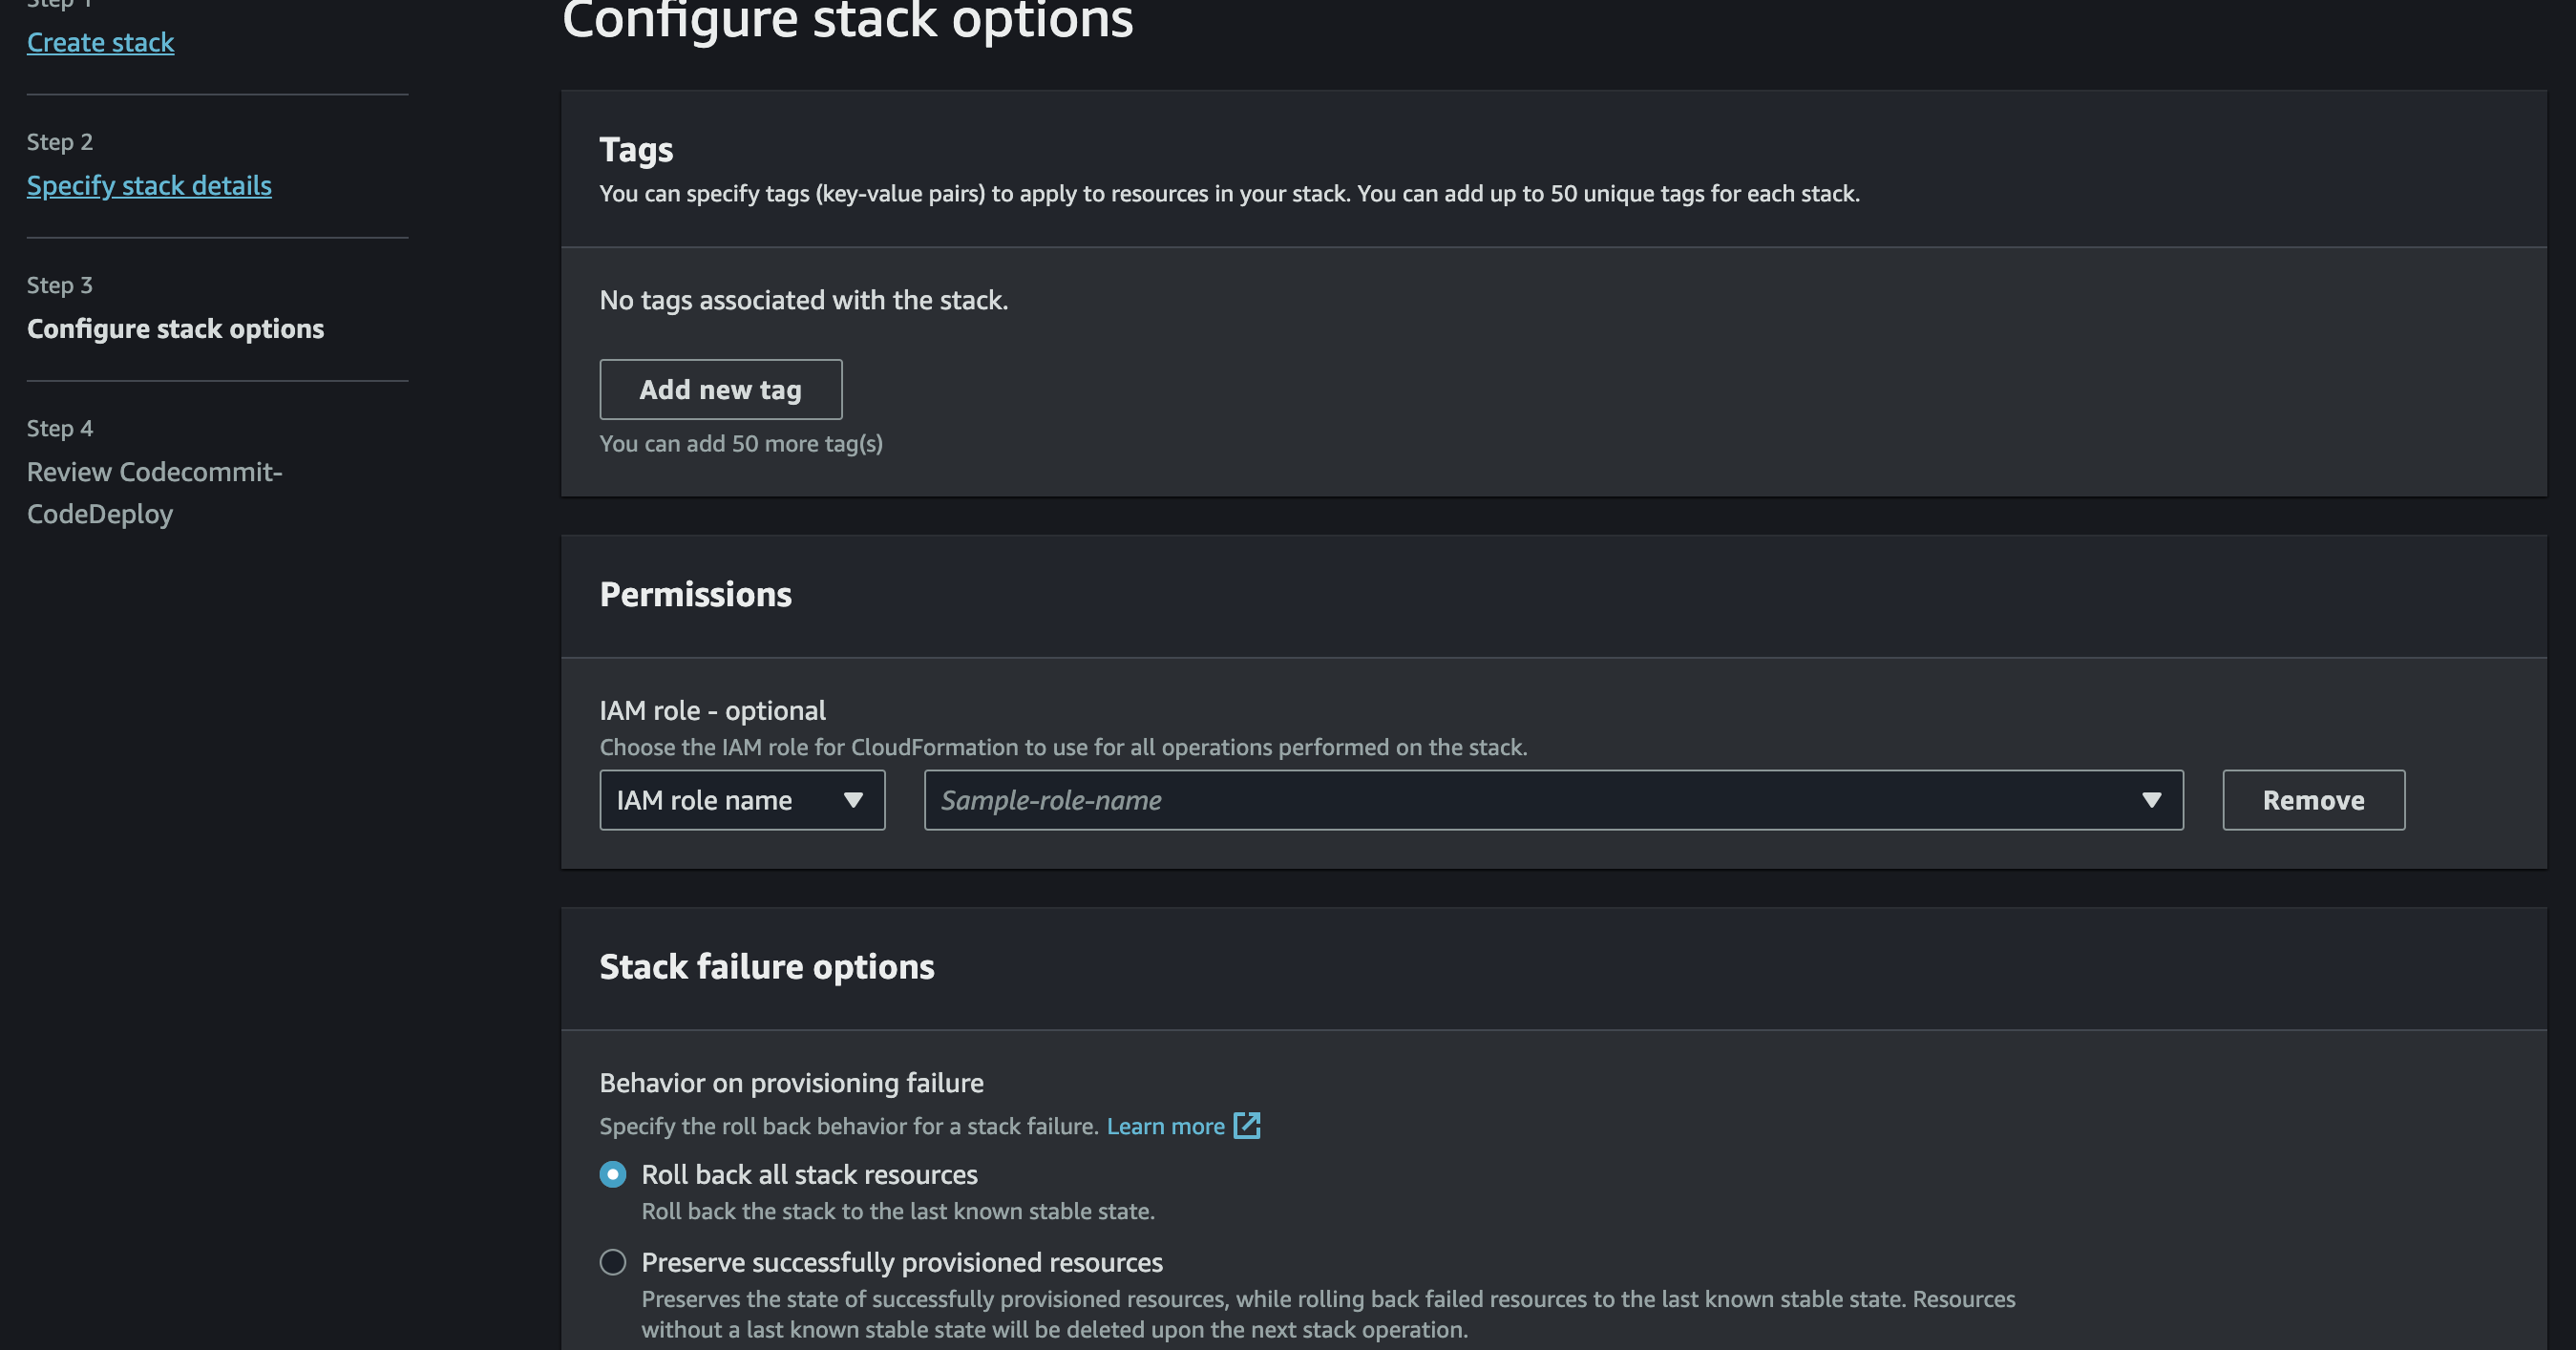 Step 1
Create stack
Step 2
Specify stack details
Step 3
Configure stack options
Step 4
Review Codecommit-
CodeDeploy
Configure stack options
Tags
You can specify tags (key-value pairs) to apply to resources in your stack. You can add up to 50 unique tags for each stack.
No tags associated with the stack.
Add new tag
You can add 50 more tag(s)
Permissions
IAM role - optional
Choose the IAM role for CloudFormation to use for all operations performed on the stack.
IAM role name
Sample-role-name
Remove
Stack failure options
Behavior on provisioning failure
Specify the roll back behavior for a stack failure. Learn more
Roll back all stack resources
Roll back the stack to the last known stable state.
Preserve successfully provisioned resources
Preserves the state of successfully provisioned resources, while rolling back failed resources to the last known stable state. Resources
without a last known stable state will be deleted upon the next stack operation.